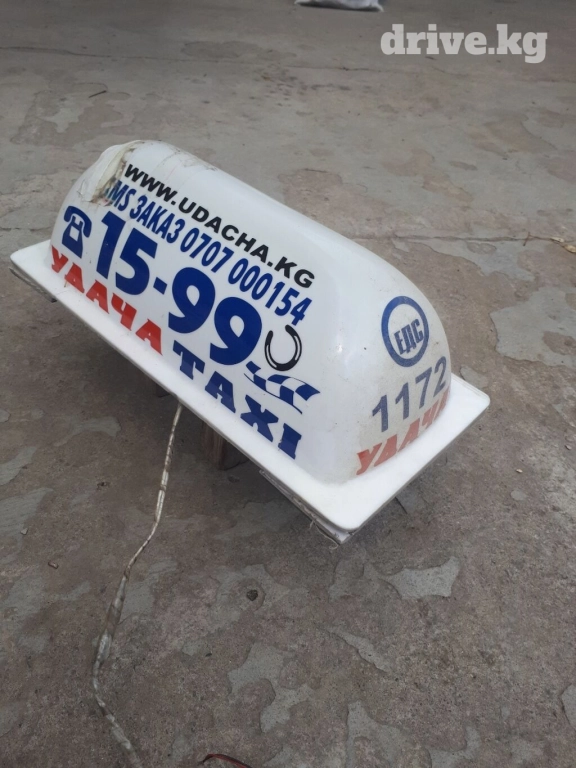 drive.kg
WWW.UDACHA.KG
SMS ЗАКАЗ 0707 000154
15-99
УДАЧА TAXI
ЕДС
1172
УДАЧА